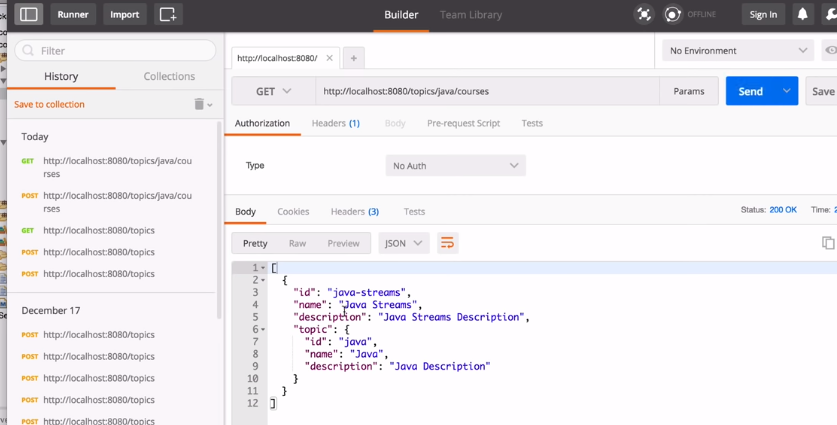 Runner
Import
Builder
Team Library
OFFLINE
Sign In
Filter
History
Collections
Save to collection
Today
GET http://localhost:8080/topics/java/cou
rses
POST http://localhost:8080/topics/java/cou
rses
GET http://localhost:8080/topics
POST http://localhost:8080/topics
POST http://localhost:8080/topics
December 17
POST http://localhost:8080/topics
POST http://localhost:8080/topics
POST http://localhost:8080/topics
POST http://localhost:8080/topics
POST http://localhost:8080/topics
http://localhost:8080/
No Environment
GET http://localhost:8080/topics/java/courses Params Send Save
Authorization Headers (1) Body Pre-request Script Tests
Type No Auth
Body Cookies Headers (3) Tests Status: 200 OK Time:
Pretty Raw Preview JSON
1 [
2 {
3 "id": "java-streams",
4 "name": "Java Streams",
5 "description": "Java Streams Description",
6 "topic": {
7 "id": "java",
8 "name": "Java",
9 "description": "Java Description"
10 }
11 }
12 ]